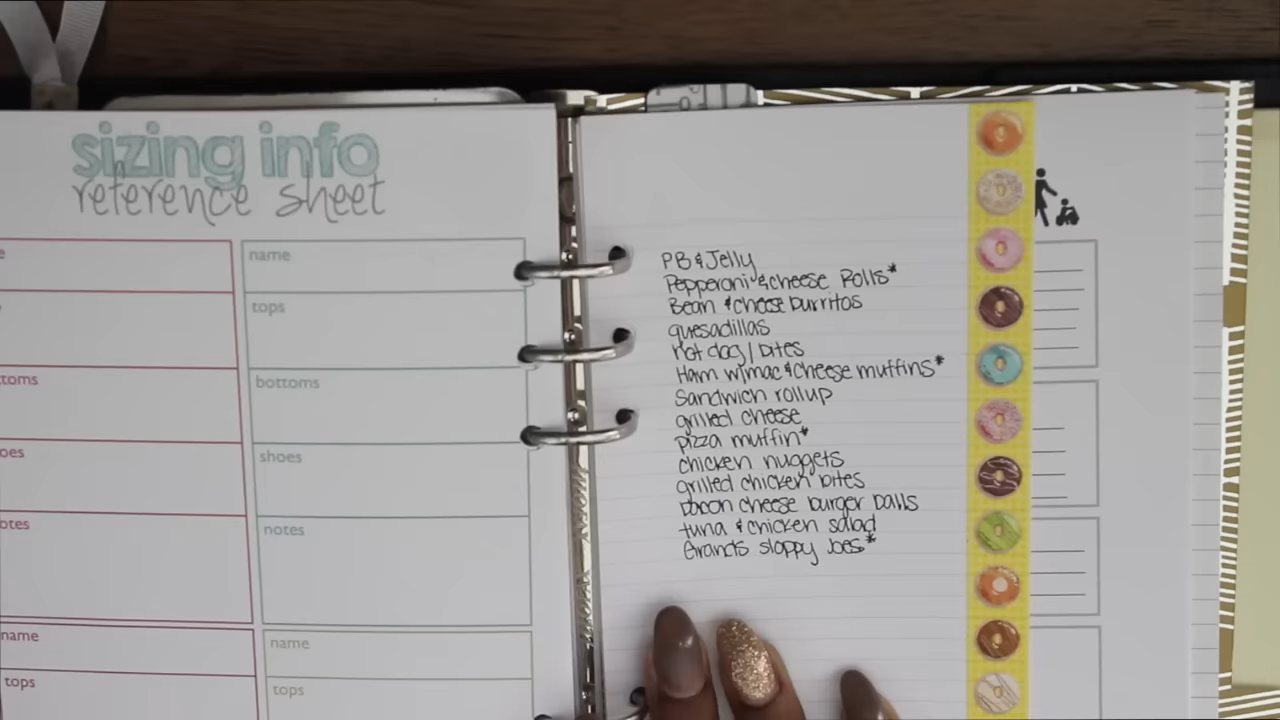 sizing info
reference sheet
e
toms
oes
otes
name
tops
name
tops
bottoms
shoes
notes
name
tops
PB & Jelly
Pepperoni & cheese Rolls*
Bean & cheese burritos
quesadillas
Hot dog / bites
Ham w/mac & cheese muffins*
Sandwich rollup
grilled cheese
pizza muffin*
chicken nuggets
grilled chicken bites
Bacon cheese burger balls
tuna & chicken salad
Grands sloppy Joes*